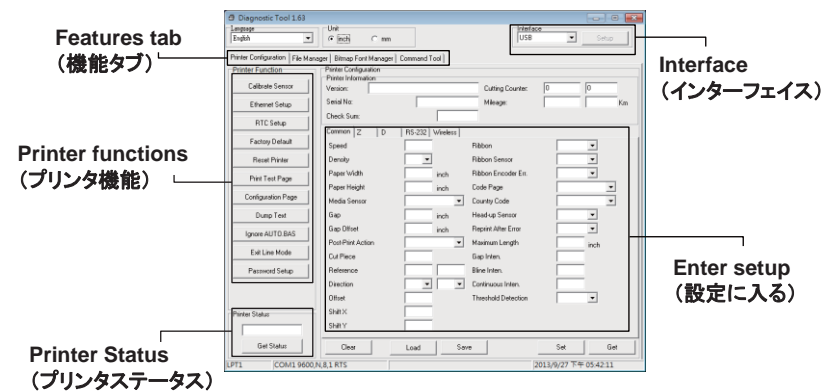 Diagnostic Tool 1.63
Features tab
(機能タブ)
Language
English
Unit
inch
mm
Interface
USB
Setup
Interface
(インターフェイス)
Printer Configuration
File Manager
Bitmap Font Manager
Command Tool
Printer Function
Calibrate Sensor
Ethernet Setup
RTC Setup
Factory Default
Reset Printer
Print Test Page
Configuration Page
Dump Text
Ignore AUTO.BAS
Exit Line Mode
Password Setup
Printer functions
(プリンタ機能)
Printer Configuration
Printer Information
Version:
Cutting Counter:
0
0
Serial No:
Mileage:
Km
Check Sum:
Common
Z
D
RS-232
Wireless
Speed
Ribbon
Density
Ribbon Sensor
Paper Width
inch
Ribbon Encoder Err.
Paper Height
inch
Code Page
Media Sensor
Country Code
Gap
inch
Head-up Sensor
Gap Offset
inch
Reprint After Error
Post-Print Action
Maximum Length
inch
Cut Piece
Gap Inten.
Reference
Bline Inten.
Direction
Continuous Inten.
Offset
Threshold Detection
Shift X
Shift Y
Enter setup
(設定に入る)
Printer Status
Get Status
Printer Status
(プリンタステータス)
Clear
Load
Save
Set
Get
LPT1
COM1 9600,N,8,1 RTS
2013/9/27 下午 05:42:11